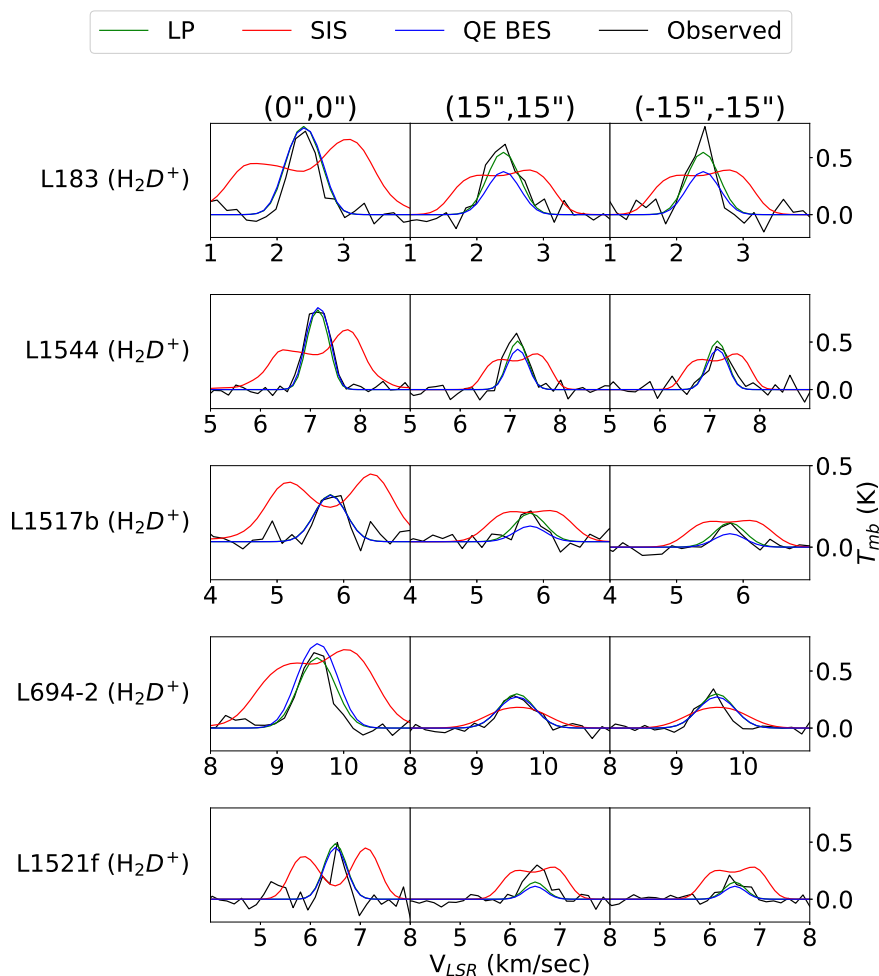 LP SIS QE BES Observed
(0",0") (15",15") (-15",-15")
L183 (H₂D⁺)
0.5
0.0
1 2 3 1 2 3 1 2 3
L1544 (H₂D⁺)
0.5
0.0
5 6 7 8 5 6 7 8 5 6 7 8
L1517b (H₂D⁺)
0.5
0.0
4 5 6 4 5 6 4 5 6
T_mb (K)
L694-2 (H₂D⁺)
0.5
0.0
8 9 10 8 9 10 8 9 10
L1521f (H₂D⁺)
0.5
0.0
5 6 7 8 5 6 7 8 5 6 7 8
V_LSR (km/sec)